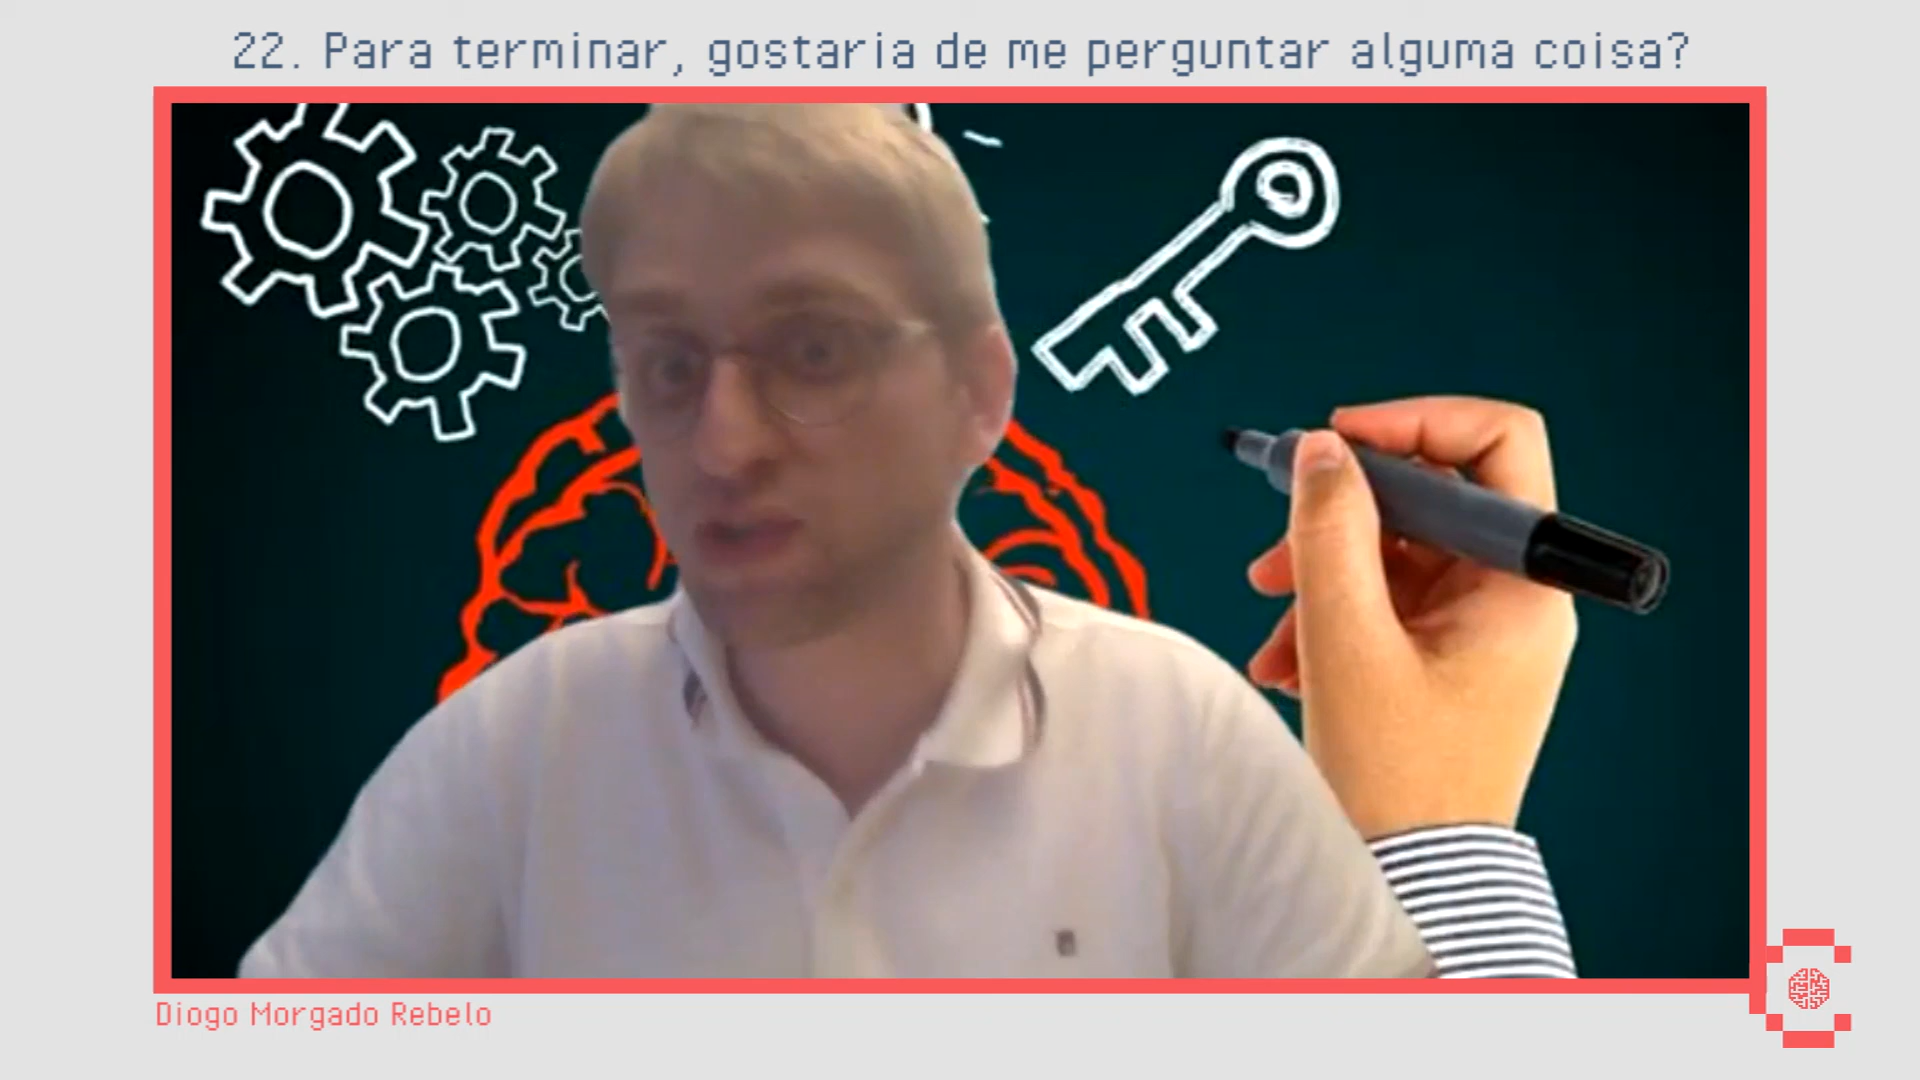 22. Para terminar, gostaria de me perguntar alguma coisa?
Diogo Morgado Rebelo